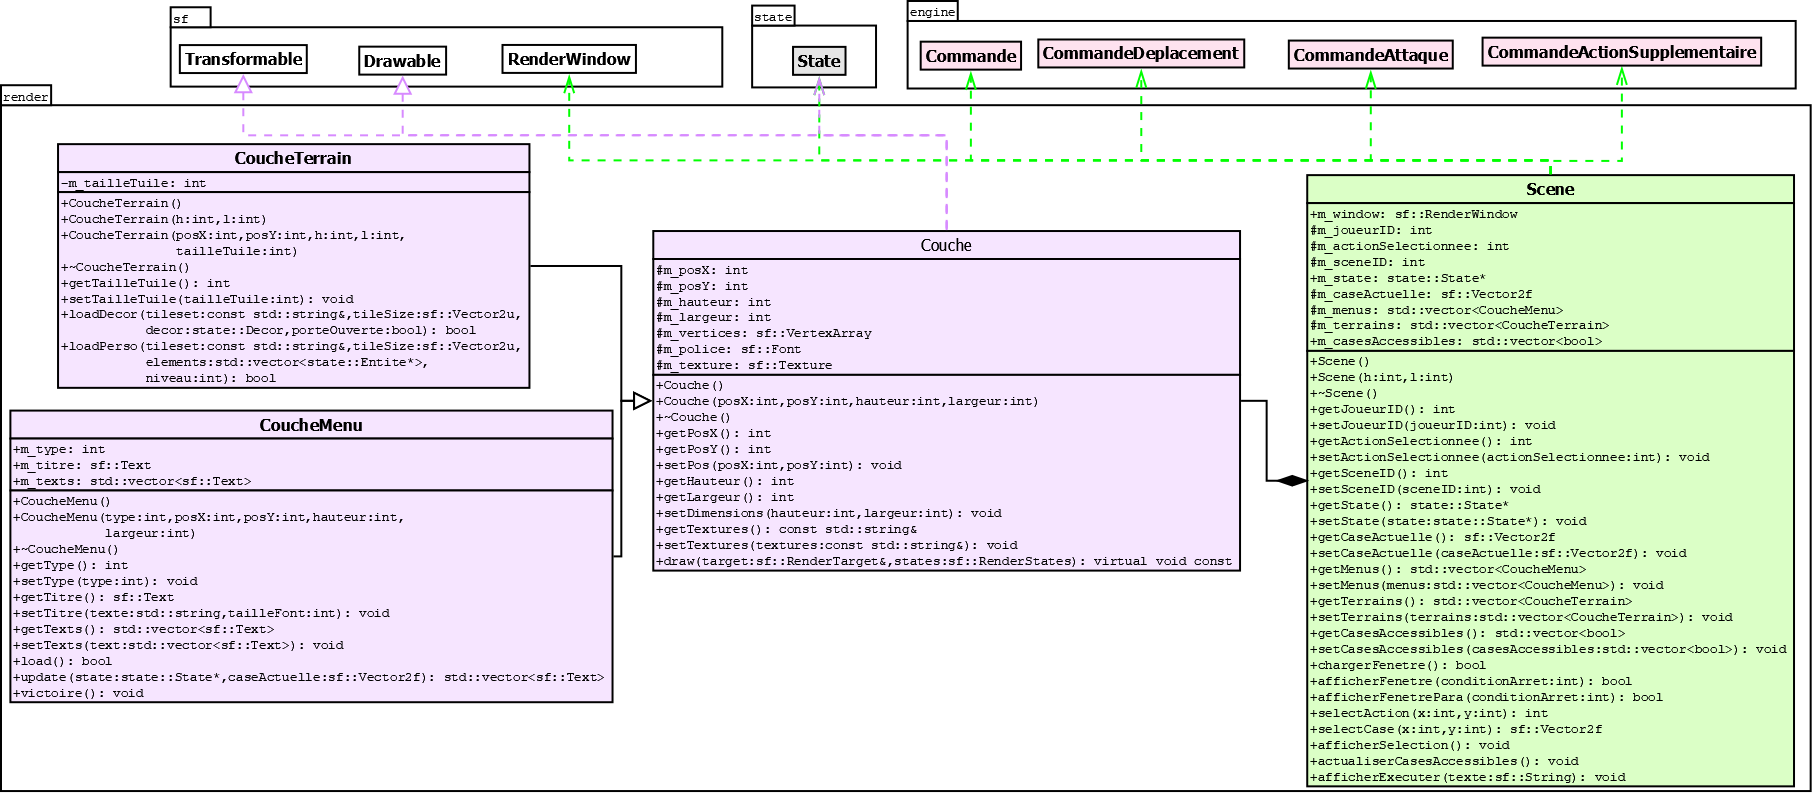 sf
Transformable
Drawable
RenderWindow
state
State
engine
Commande
CommandeDeplacement
CommandeAttaque
CommandeActionSupplementaire
render
CoucheTerrain
-m_tailleTuile: int
+CoucheTerrain()
+CoucheTerrain(h:int,l:int)
+CoucheTerrain(posX:int,posY:int,h:int,l:int,
tailleTuile:int)
+~CoucheTerrain()
+getTailleTuile(): int
+setTailleTuile(tailleTuile:int): void
+loadDecor(tileset:const std::string&,tileSize:sf::Vector2u,
decor:state::Decor,porteOuverte:bool): bool
+loadPerso(tileset:const std::string&,tileSize:sf::Vector2u,
elements:std::vector<state::Entite*>,
niveau:int): bool
CoucheMenu
+m_type: int
+m_titre: sf::Text
+m_texts: std::vector<sf::Text>
+CoucheMenu()
+CoucheMenu(type:int,posX:int,posY:int,hauteur:int,
largeur:int)
+~CoucheMenu()
+getType(): int
+setType(type:int): void
+getTitre(): sf::Text
+setTitre(texte:std::string,tailleFont:int): void
+getTexts(): std::vector<sf::Text>
+setTexts(text:std::vector<sf::Text>): void
+load(): bool
+update(state:state::State*,caseActuelle:sf::Vector2f): std::vector<sf::Text>
+victoire(): void
Couche
#m_posX: int
#m_posY: int
#m_hauteur: int
#m_largeur: int
#m_vertices: sf::VertexArray
#m_police: sf::Font
#m_texture: sf::Texture
+Couche()
+Couche(posX:int,posY:int,hauteur:int,largeur:int)
+~Couche()
+getPosX(): int
+getPosY(): int
+setPos(posX:int,posY:int): void
+getHauteur(): int
+getLargeur(): int
+setDimensions(hauteur:int,largeur:int): void
+getTextures(): const std::string&
+setTextures(textures:const std::string&): void
+draw(target:sf::RenderTarget&,states:sf::RenderStates): virtual void const
Scene
+m_window: sf::RenderWindow
#m_joueurID: int
#m_actionSelectionnee: int
#m_sceneID: int
+m_state: state::State*
#m_caseActuelle: sf::Vector2f
#m_menus: std::vector<CoucheMenu>
#m_terrains: std::vector<CoucheTerrain>
+m_casesAccessibles: std::vector<bool>
+Scene()
+Scene(h:int,l:int)
+~Scene()
+getJoueurID(): int
+setJoueurID(joueurID:int): void
+getActionSelectionnee(): int
+setActionSelectionnee(actionSelectionnee:int): void
+getSceneID(): int
+setSceneID(sceneID:int): void
+getState(): state::State*
+setState(state:state::State*): void
+getCaseActuelle(): sf::Vector2f
+setCaseActuelle(caseActuelle:sf::Vector2f): void
+getMenus(): std::vector<CoucheMenu>
+setMenus(menus:std::vector<CoucheMenu>): void
+getTerrains(): std::vector<CoucheTerrain>
+setTerrains(terrains:std::vector<CoucheTerrain>): void
+getCasesAccessibles(): std::vector<bool>
+setCasesAccessibles(casesAccessibles:std::vector<bool>): void
+chargerFenetre(): bool
+afficherFenetre(conditionArret:int): bool
+afficherFenetrePara(conditionArret:int): bool
+selectAction(x:int,y:int): int
+selectCase(x:int,y:int): sf::Vector2f
+afficherSelection(): void
+actualiserCasesAccessibles(): void
+afficherExecuter(texte:sf::String): void